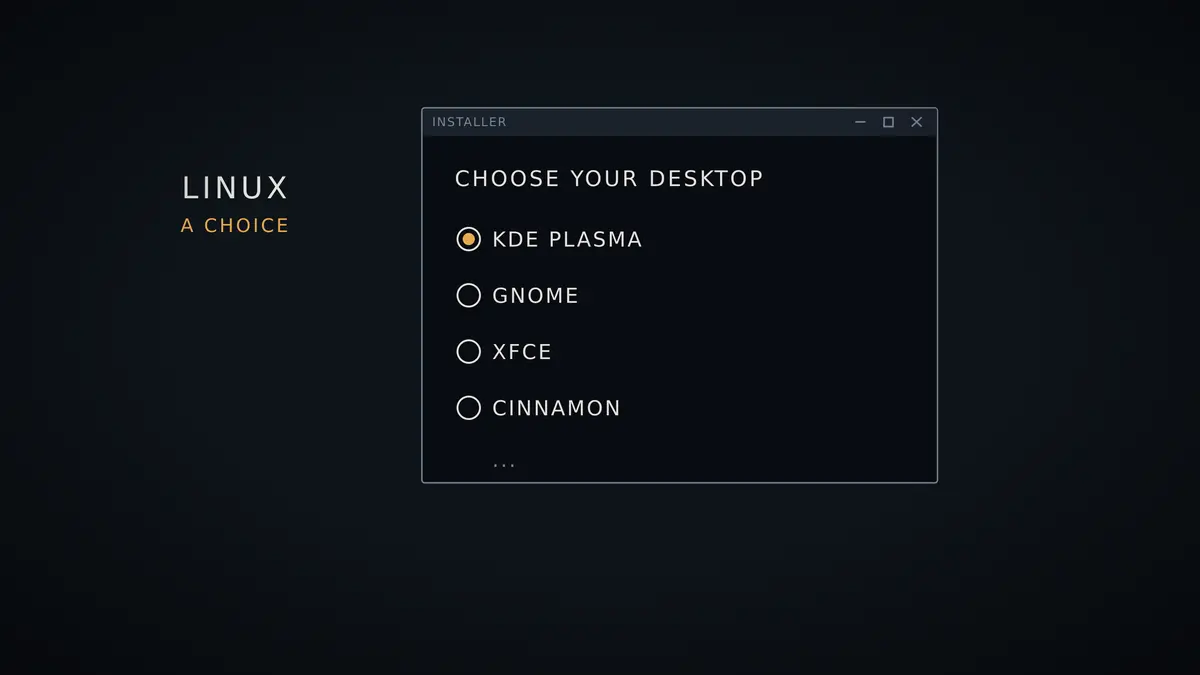 LINUX
A CHOICE
INSTALLER
CHOOSE YOUR DESKTOP
KDE PLASMA
GNOME
XFCE
CINNAMON
...